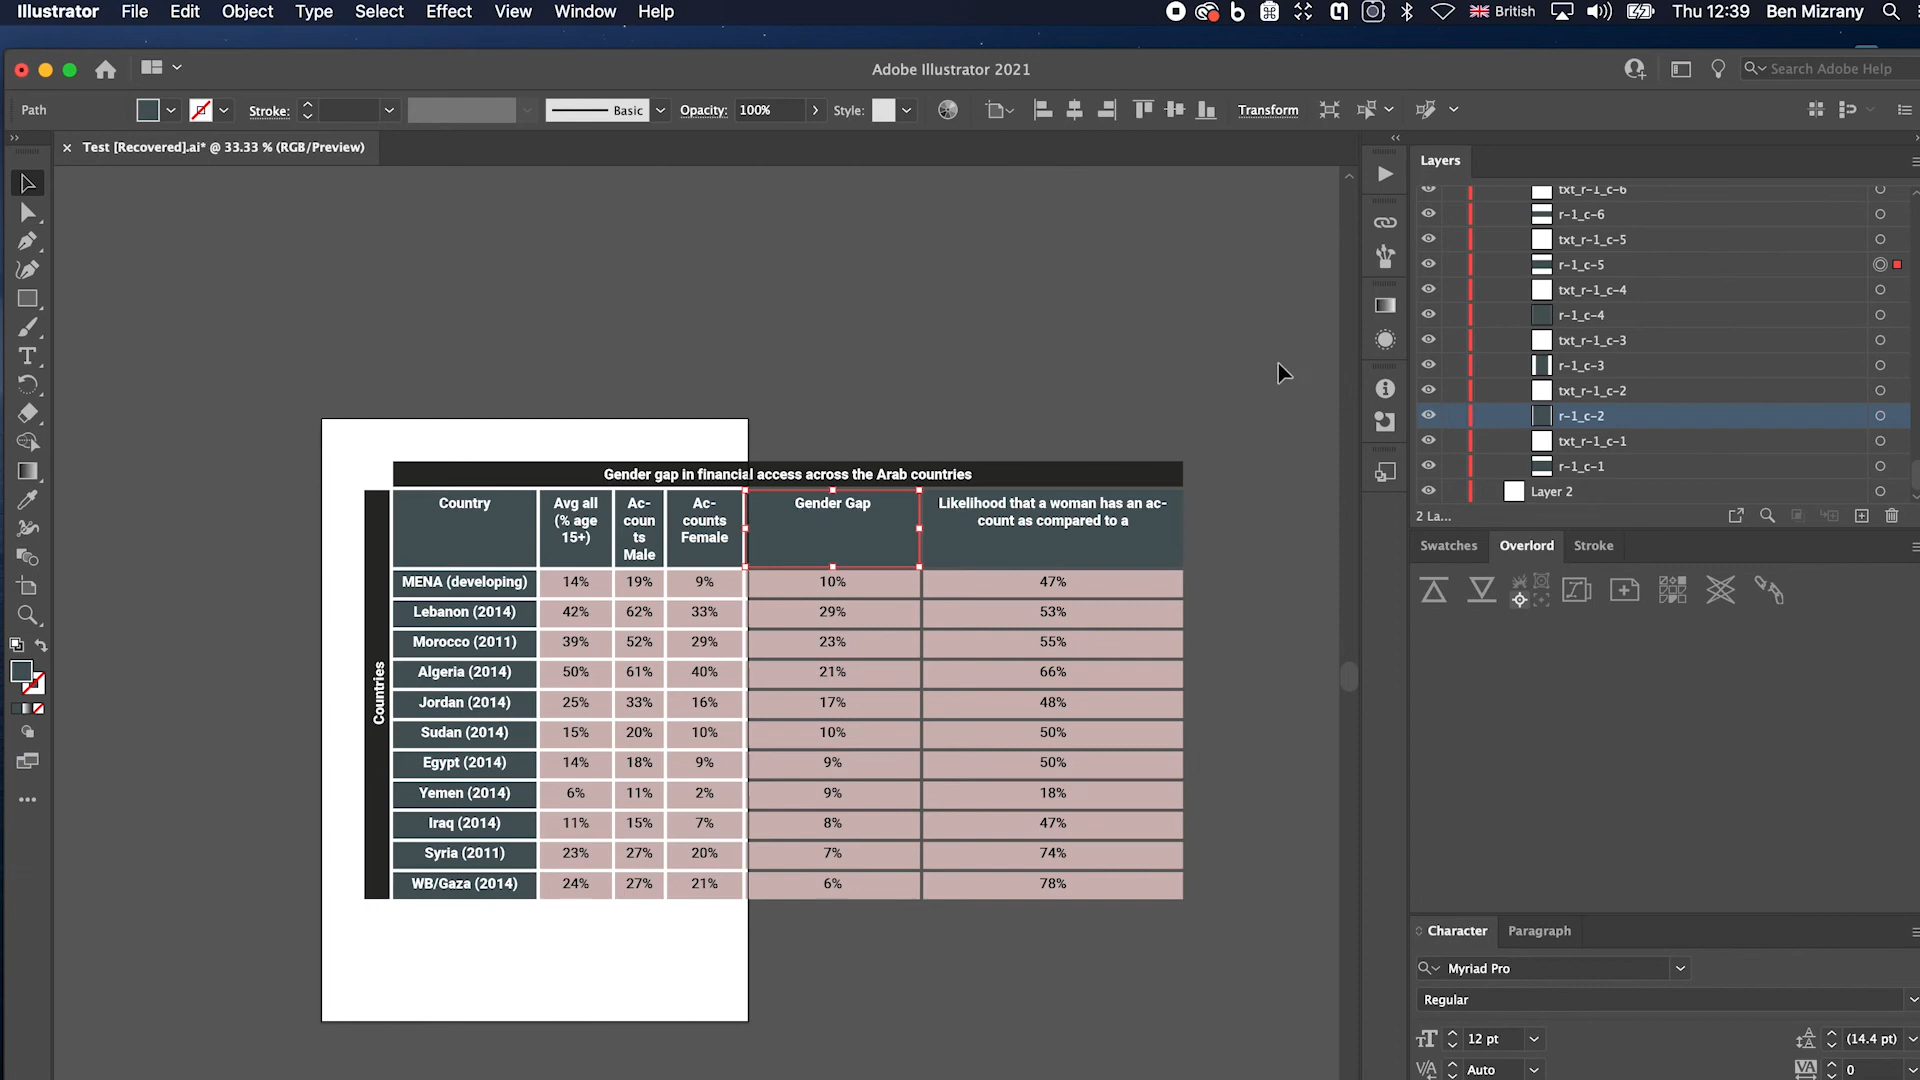 Illustrator File Edit Object Type Select Effect View Window Help British Thu 12:39 Ben Mizrany
Adobe Illustrator 2021
Search Adobe Help
Path
Stroke:
Basic
Opacity: 100%
Style:
Transform
Test [Recovered].ai* @ 33.33 % (RGB/Preview)
Layers
txt_r-1_c-6
r-1_c-6
txt_r-1_c-5
r-1_c-5
txt_r-1_c-4
r-1_c-4
txt_r-1_c-3
r-1_c-3
txt_r-1_c-2
r-1_c-2
txt_r-1_c-1
r-1_c-1
Layer 2
2 La...
Swatches Overlord Stroke
Character Paragraph
Myriad Pro
Regular
12 pt
(14.4 pt)
Auto
0
Gender gap in financial access across the Arab countries
Countries
Country
Avg all
(% age
15+)
Ac-
coun
ts
Male
Ac-
counts
Female
Gender Gap
Likelihood that a woman has an ac-
count as compared to a
MENA (developing) 14% 19% 9% 10% 47%
Lebanon (2014) 42% 62% 33% 29% 53%
Morocco (2011) 39% 52% 29% 23% 55%
Algeria (2014) 50% 61% 40% 21% 66%
Jordan (2014) 25% 33% 16% 17% 48%
Sudan (2014) 15% 20% 10% 10% 50%
Egypt (2014) 14% 18% 9% 9% 50%
Yemen (2014) 6% 11% 2% 9% 18%
Iraq (2014) 11% 15% 7% 8% 47%
Syria (2011) 23% 27% 20% 7% 74%
WB/Gaza (2014) 24% 27% 21% 6% 78%